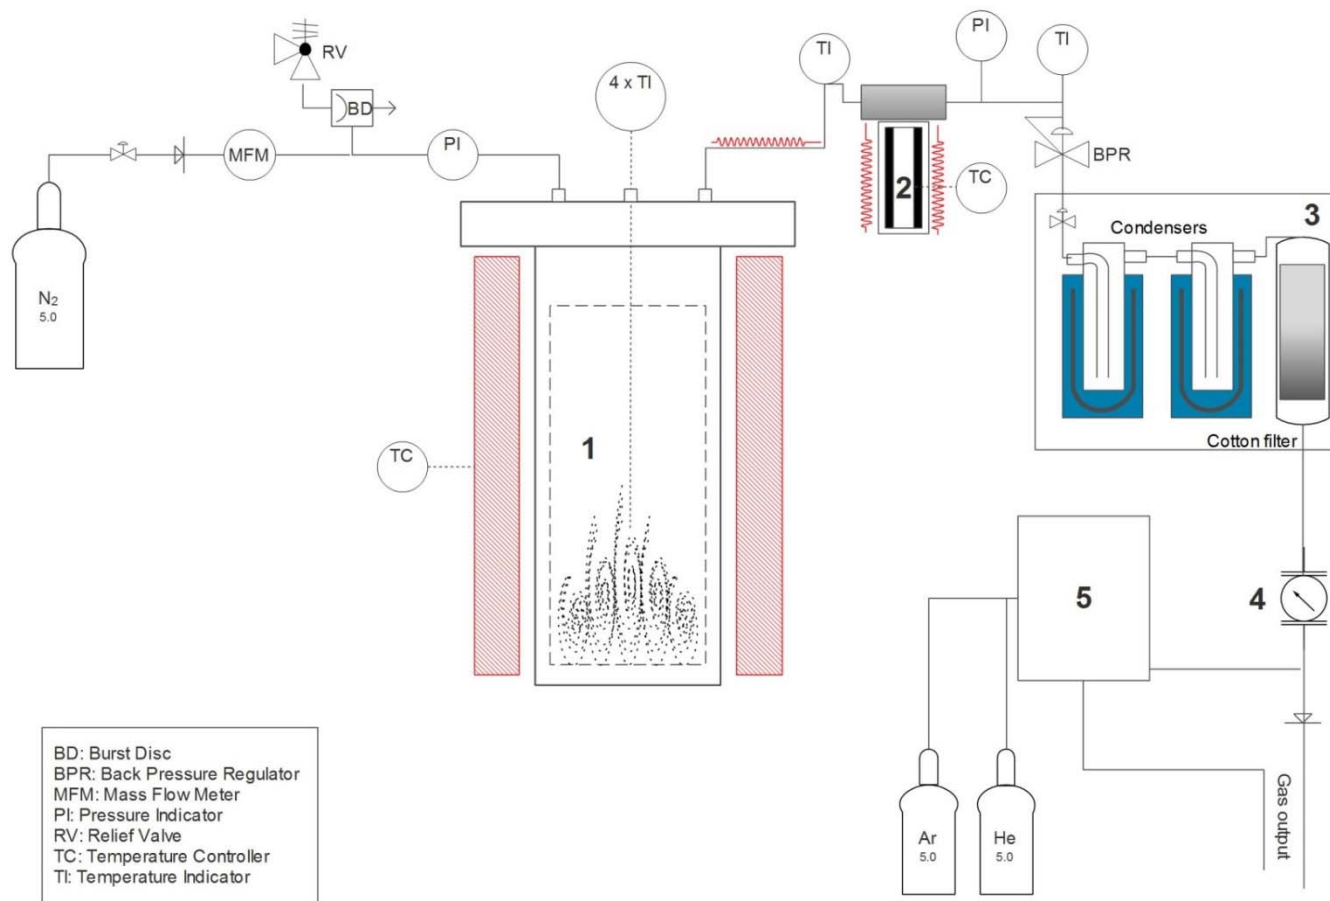 RV
BD
4 x TI
TI
PI
TI
MFM
PI
BPR
2
TC
3
Condensers
N2
5.0
1
TC
Cotton filter
5
4
Ar
5.0
He
5.0
Gas output
BD: Burst Disc
BPR: Back Pressure Regulator
MFM: Mass Flow Meter
PI: Pressure Indicator
RV: Relief Valve
TC: Temperature Controller
TI: Temperature Indicator